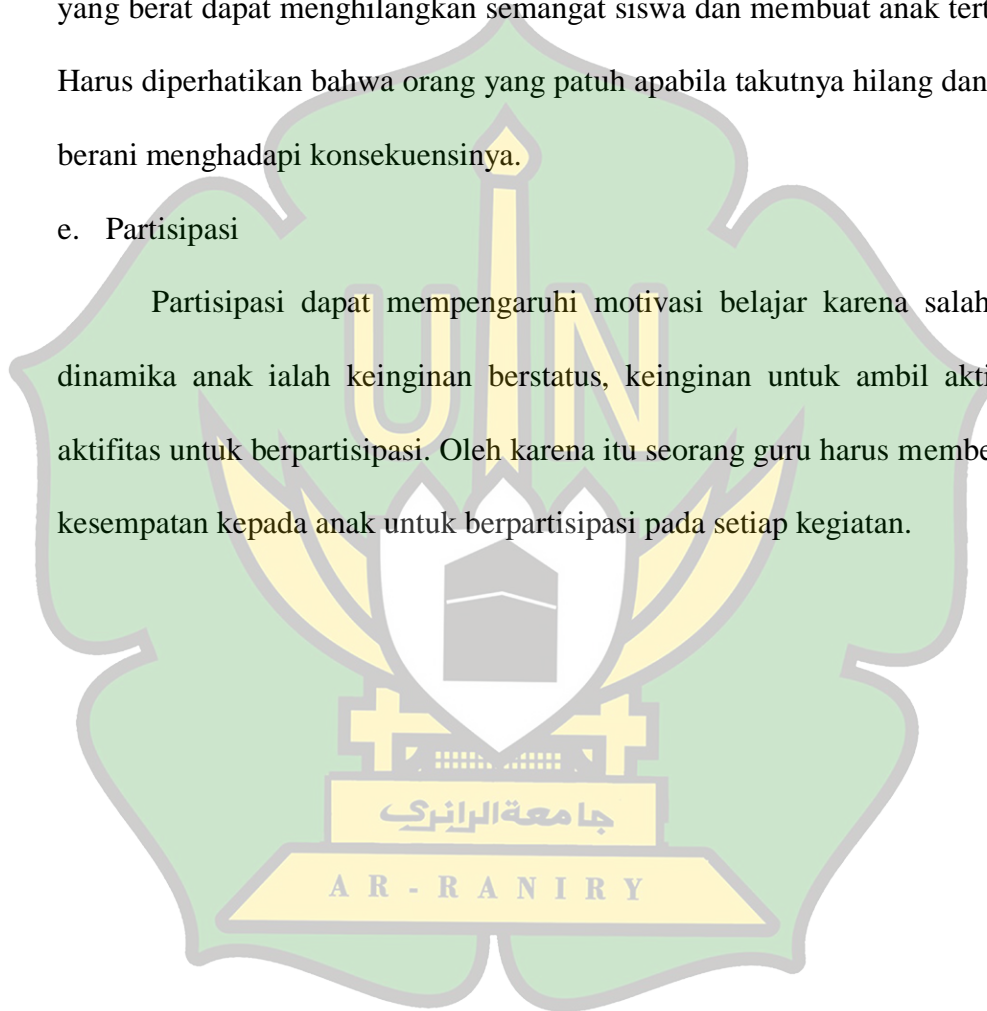 yang berat dapat menghilangkan semangat siswa dan membuat anak
Harus diperhatikan bahwa orang yang patuh apabila takutnya hilang dan
berani menghadapi konsekuensinya.
e. Partisipasi
Partisipasi dapat mempengaruhi motivasi belajar karena salah
dinamika anak ialah keinginan berstatus, keinginan untuk ambil
aktifitas untuk berpartisipasi. Oleh karena itu seorang guru harus
kesempatan kepada anak untuk berpartisipasi pada setiap kegiatan.
UIN
جامعة الرانري
AR-RANIRY